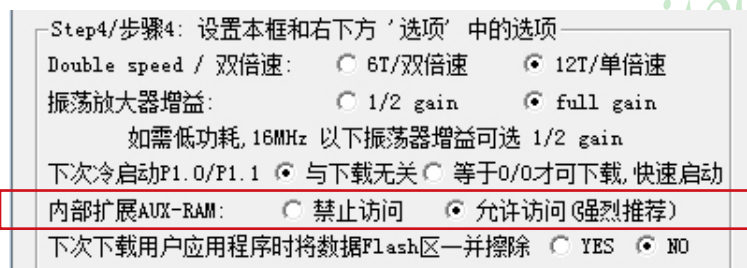 Step4/步骤4: 设置本框和右下方 '选项' 中的选项
Double speed / 双倍速: 6T/双倍速 12T/单倍速
振荡放大器增益: 1/2 gain full gain
如需低功耗,16MHz 以下振荡器增益可选 1/2 gain
下次冷启动P1.0/P1.1 与下载无关 等于0/0才可下载,快速启动
内部扩展AUX-RAM: 禁止访问 允许访问(强烈推荐)
下次下载用户应用程序时将数据Flash区一并擦除 YES NO